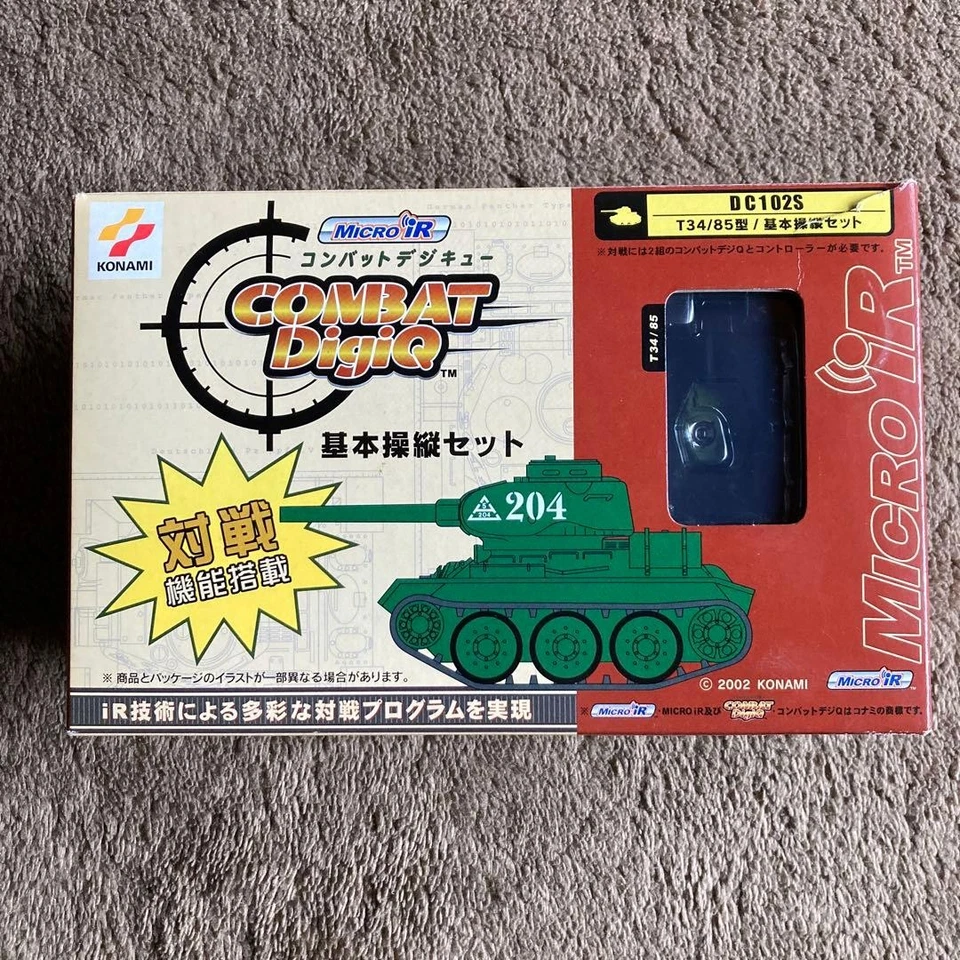 KONAMI
MICRO iR
コンバットデジキュー
COMBAT
DigiQ
TM
基本操縦セット
対戦
機能搭載
S
204
204
※商品とパッケージのイラストが一部異なる場合があります。
iR技術による多彩な対戦プログラムを実現
DC102S
T34/85型/基本操縦セット
※対戦には2組のコンバットデジQとコントローラーが必要です。
T34/85
MICRO iR
TM
© 2002 KONAMI
MICRO iR
※ MICRO iR ・MICRO iR及び COMBAT DigiQ ・コンバットデジQはコナミの商標です。